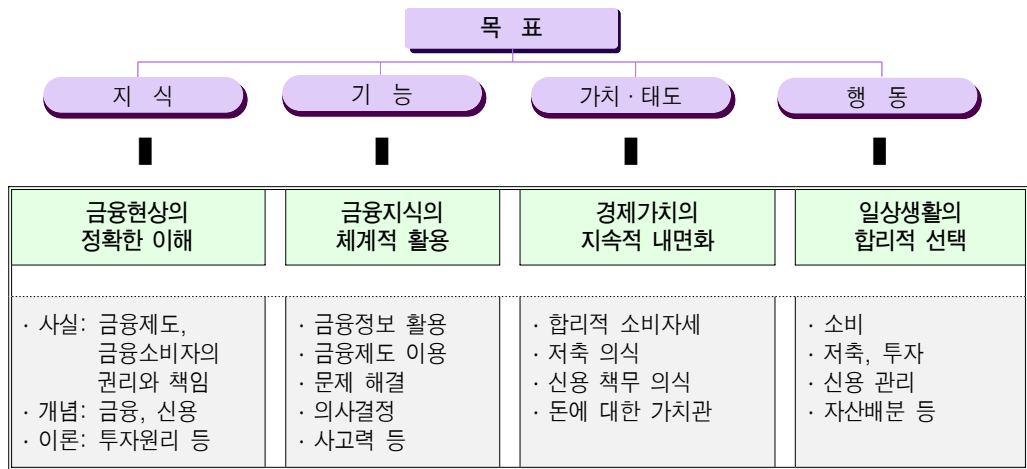 목 표
지 식
기 능
가치·태도
행 동
금융현상의
정확한 이해
금융지식의
체계적 활용
경제가치의
지속적 내면화
일상생활의
합리적 선택
· 사실: 금융제도,
금융소비자의
권리와 책임
· 개념: 금융, 신용
· 이론: 투자원리 등
· 금융정보 활용
· 금융제도 이용
· 문제 해결
· 의사결정
· 사고력 등
· 합리적 소비자세
· 저축 의식
· 신용 책무 의식
· 돈에 대한 가치관
· 소비
· 저축, 투자
· 신용 관리
· 자산배분 등